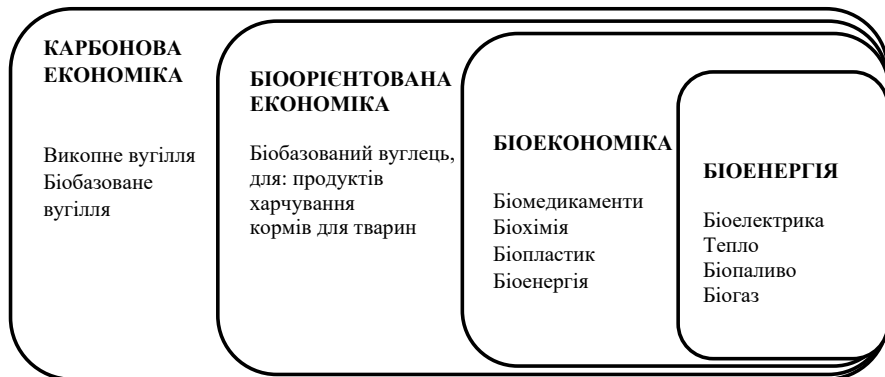 КАРБОНОВА
ЕКОНОМІКА
Викопне вугілля
Біобазоване
вугілля
БІООРІЄНТОВАНА
ЕКОНОМІКА
Біобазований вуглець,
для: продуктів
харчування
кормів для тварин
БІОЕКОНОМІКА
Біомедикаменти
Біохімія
Біопластик
Біоенергія
БІОЕНЕРГІЯ
Біоелектрика
Тепло
Біопаливо
Біогаз